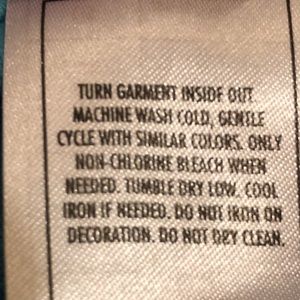 TURN GARMENT INSIDE OUT.
MACHINE WASH COLD, GENTLE
CYCLE WITH SIMILAR COLORS. ONLY
NON-CHLORINE BLEACH WHEN
NEEDED. TUMBLE DRY LOW. COOL
IRON IF NEEDED. DO NOT IRON ON
DECORATION. DO NOT DRY CLEAN.